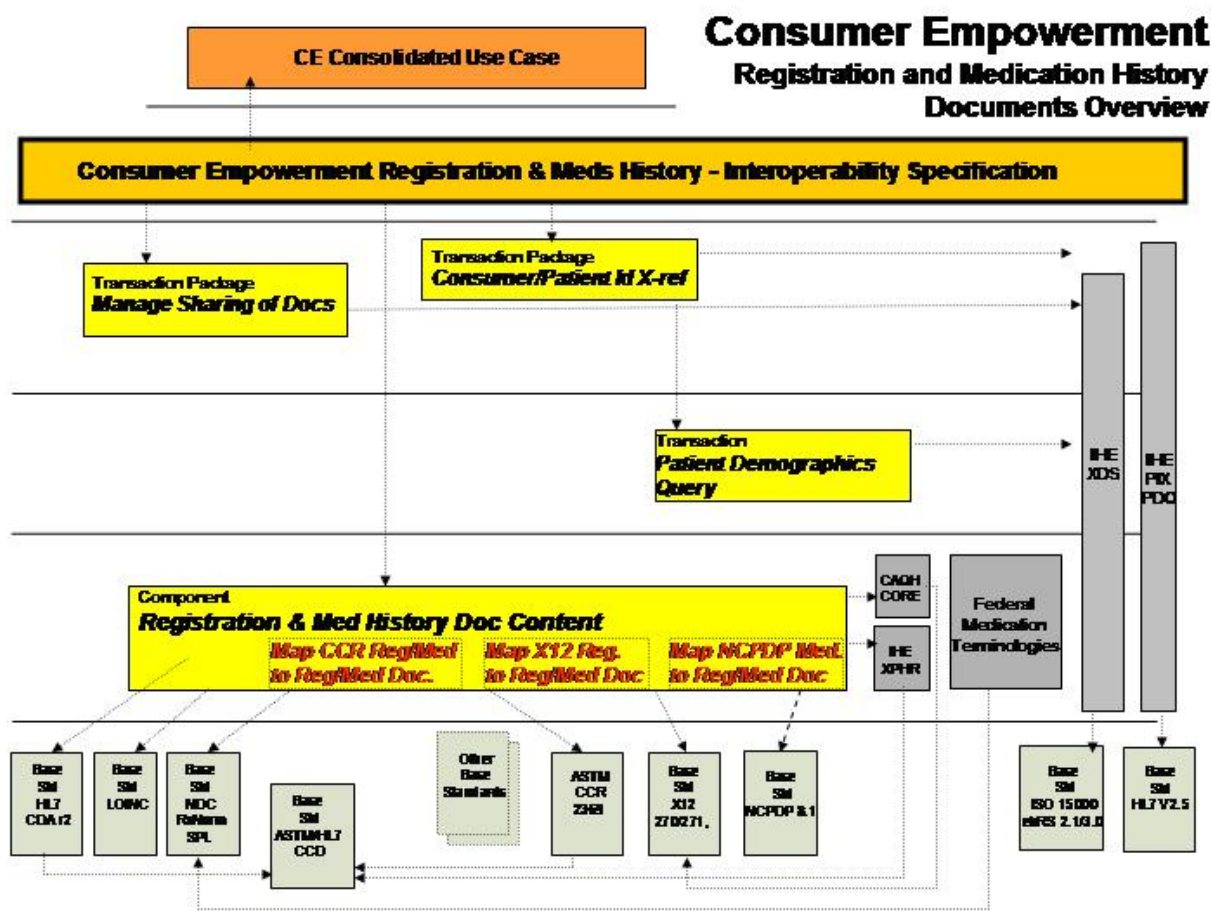 Consumer Empowerment
Registration and Medication History
Documents Overview
CE Consolidated Use Case
Consumer Empowerment Registration & Meds History - Interoperability Specification
Transaction Package
Manage Sharing of Docs
Transaction Package
Consumer/Patient Id X-ref
Transaction
Patient Demographics
Query
IHE
XDS
IHE
PIX
PDQ
Component
Registration & Med History Doc Content
Map CCR Reg/Med
to Reg/Med Doc.
Map X12 Reg.
to Reg/Med Doc
Map NCPDP Med.
to Reg/Med Doc
CAQH
CORE
IHE
XPHR
Federal
Medication
Terminologies
Base
Std
HL7
CDA r2
Base
Std
LOINC
Base
Std
NDC
RxNorm
SPL
Base
Std
ASTM/HL7
CCD
Other
Base
Standards
ASTM
CCR
Base
Std
X12
270/271,
Base
Std
NCPDP 8.1
Base
Std
ISO 15000
ebRS 2.1/3.0
Base
Std
HL7 V2.5